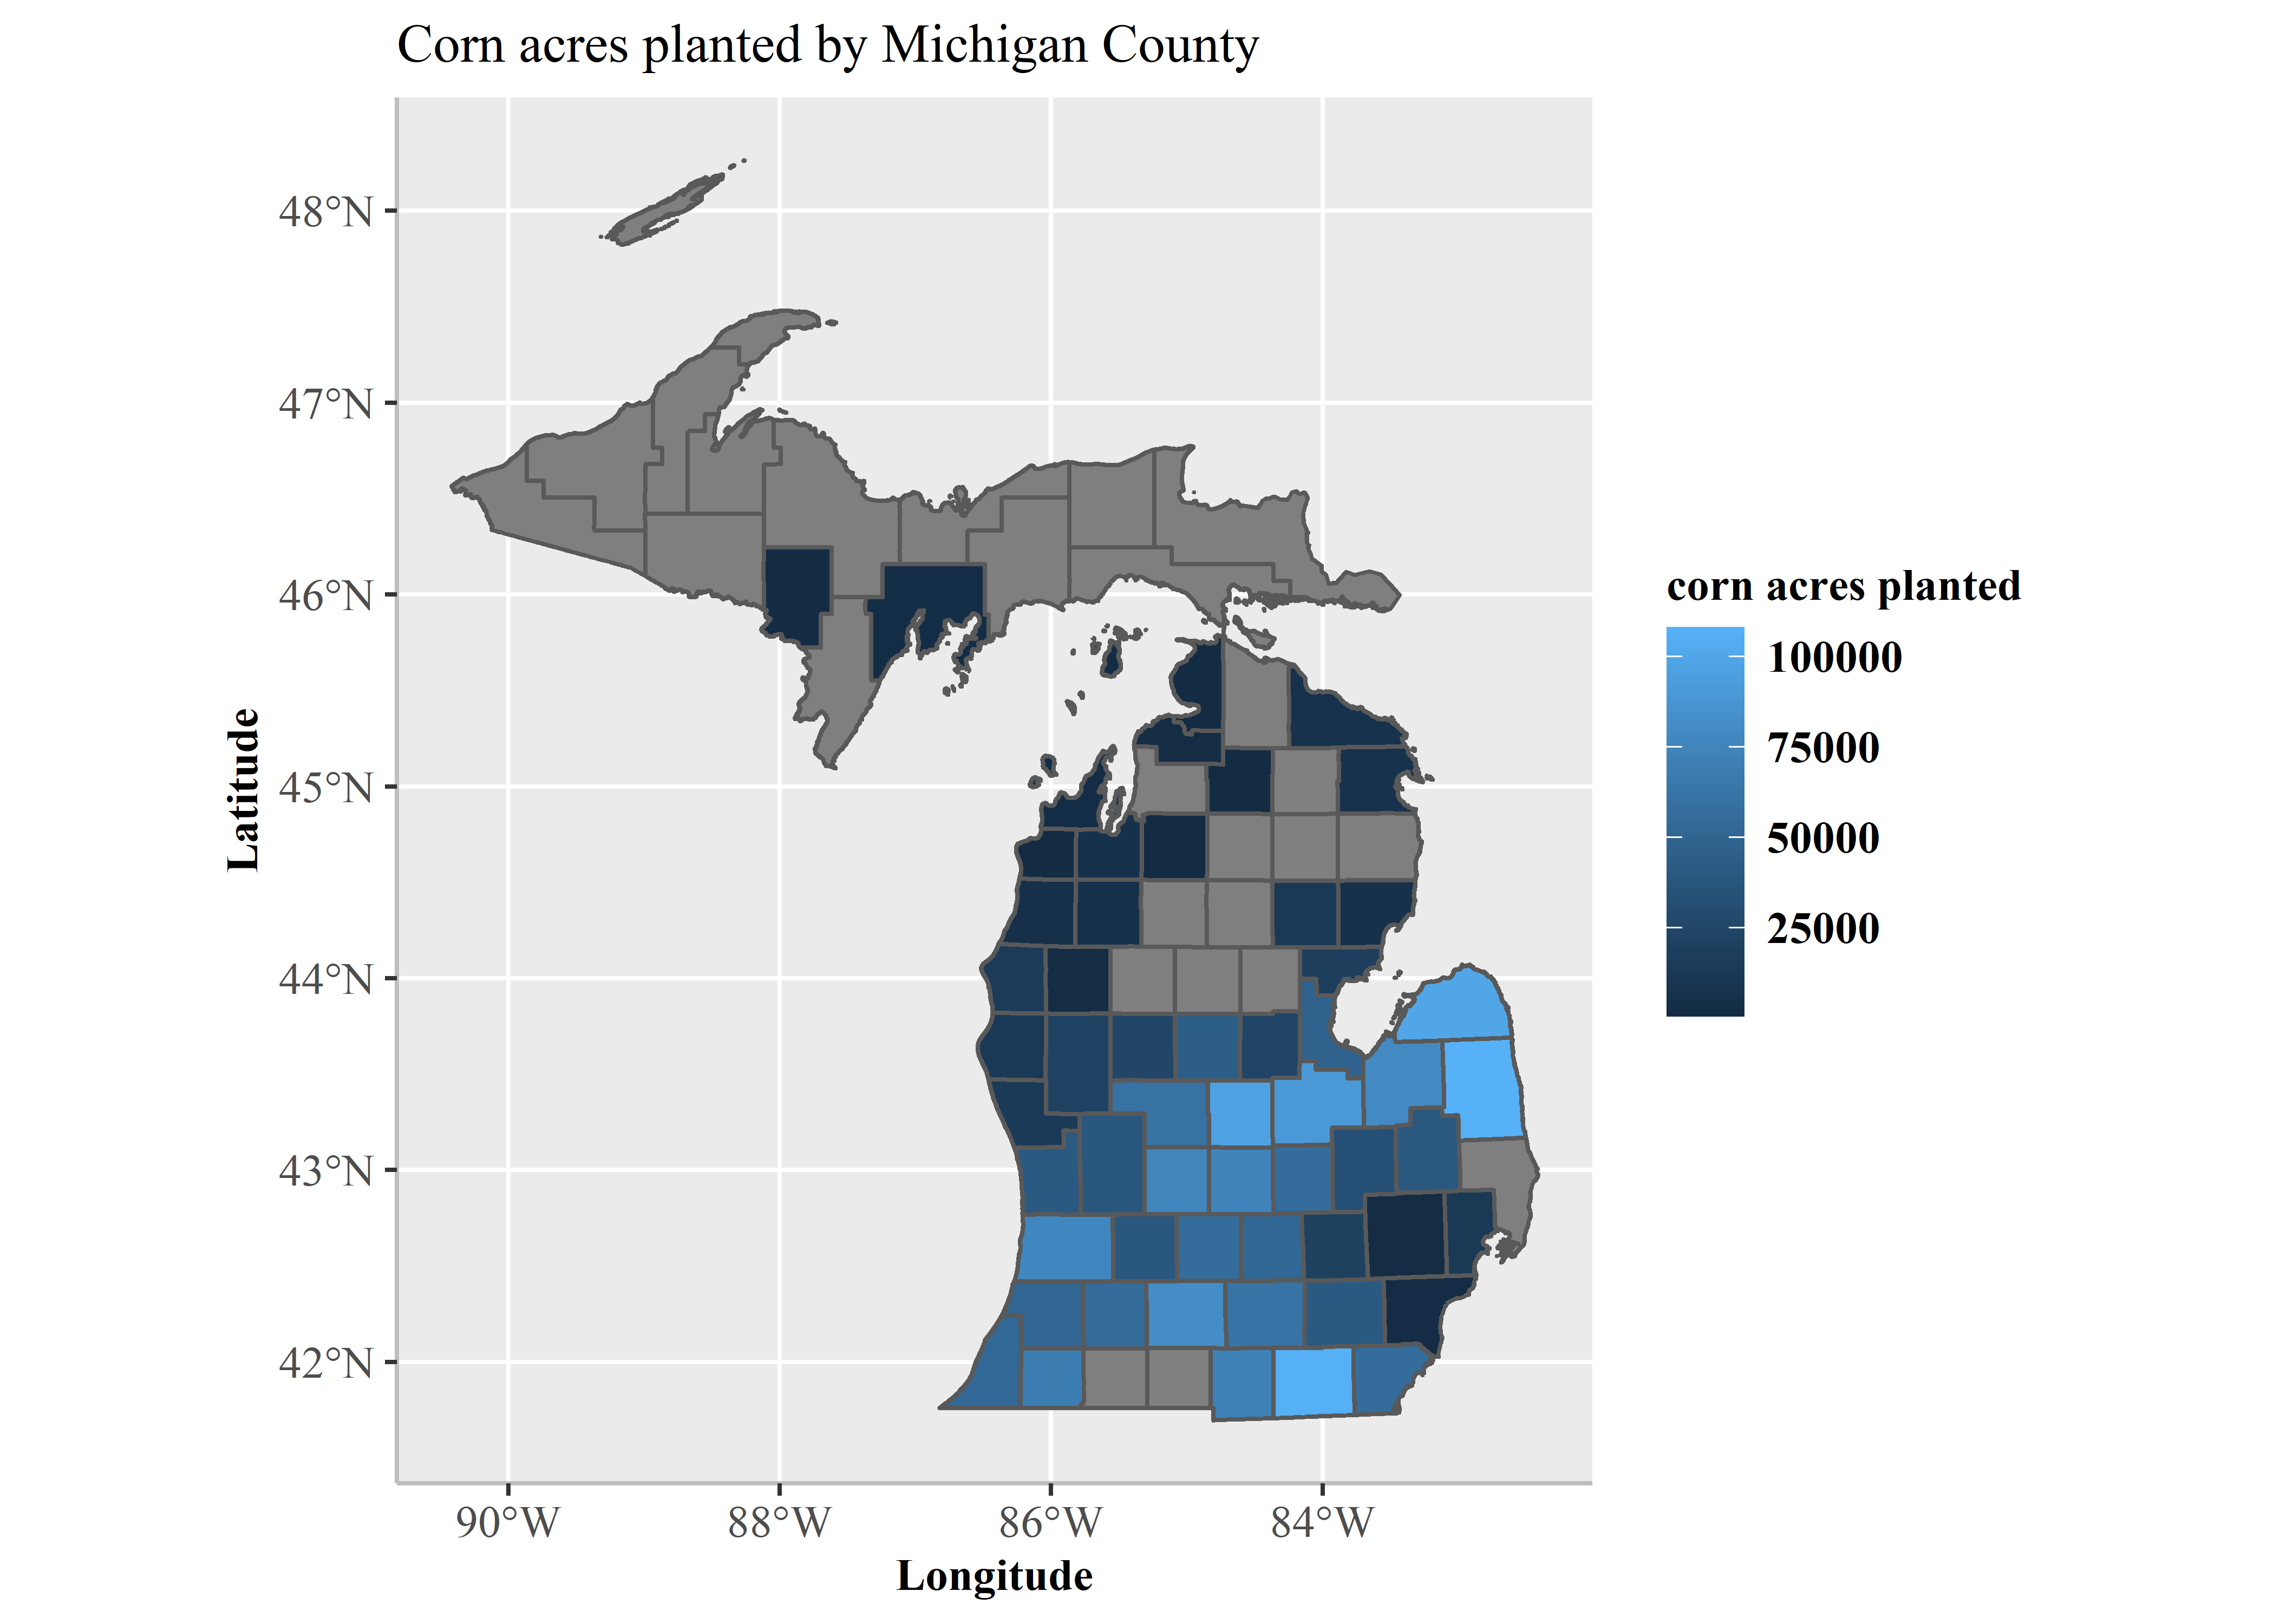 Corn acres planted by Michigan County
48°N
47°N
46°N
45°N
44°N
43°N
42°N
Latitude
90°W
88°W
86°W
84°W
Longitude
corn acres planted
100000
75000
50000
25000